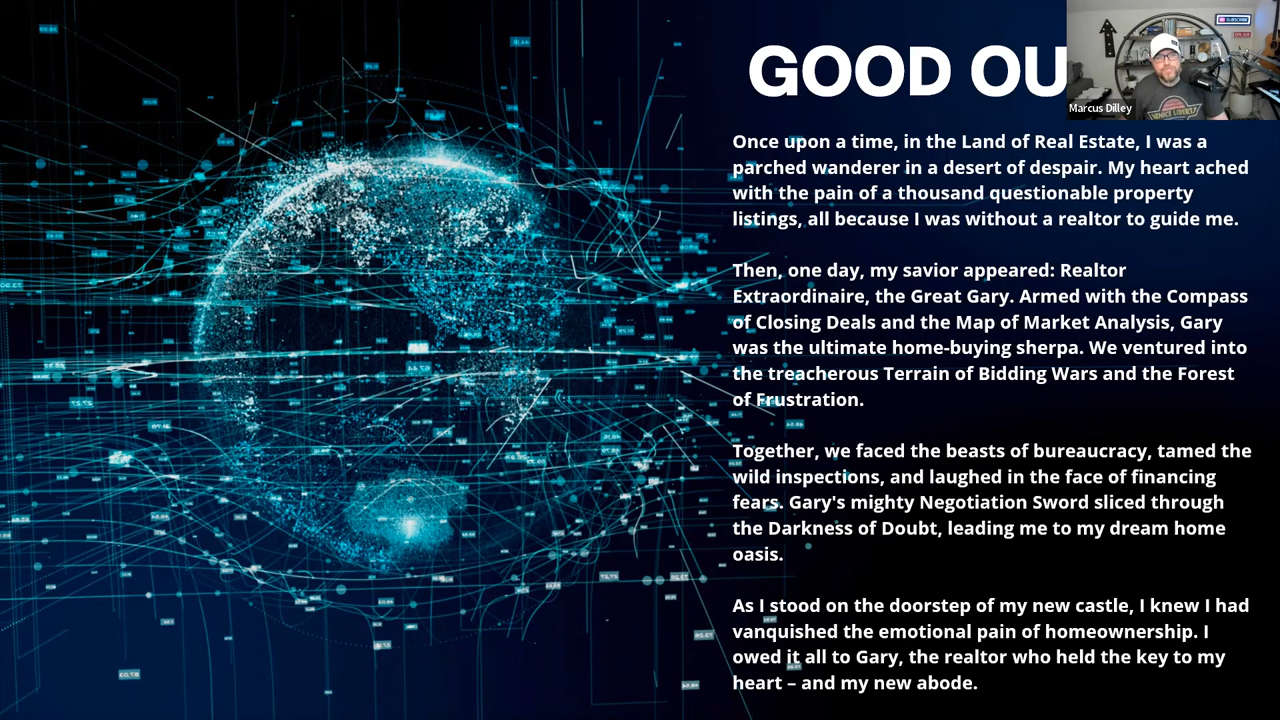 GOOD OU
Marcus Dilley
Once upon a time, in the Land of Real Estate, I was a
parched wanderer in a desert of despair. My heart ached
with the pain of a thousand questionable property
listings, all because I was without a realtor to guide me.
Then, one day, my savior appeared: Realtor
Extraordinaire, the Great Gary. Armed with the Compass
of Closing Deals and the Map of Market Analysis, Gary
was the ultimate home-buying sherpa. We ventured into
the treacherous Terrain of Bidding Wars and the Forest
of Frustration.
Together, we faced the beasts of bureaucracy, tamed the
wild inspections, and laughed in the face of financing
fears. Gary's mighty Negotiation Sword sliced through
the Darkness of Doubt, leading me to my dream home
oasis.
As I stood on the doorstep of my new castle, I knew I had
vanquished the emotional pain of homeownership. I
owed it all to Gary, the realtor who held the key to my
heart – and my new abode.